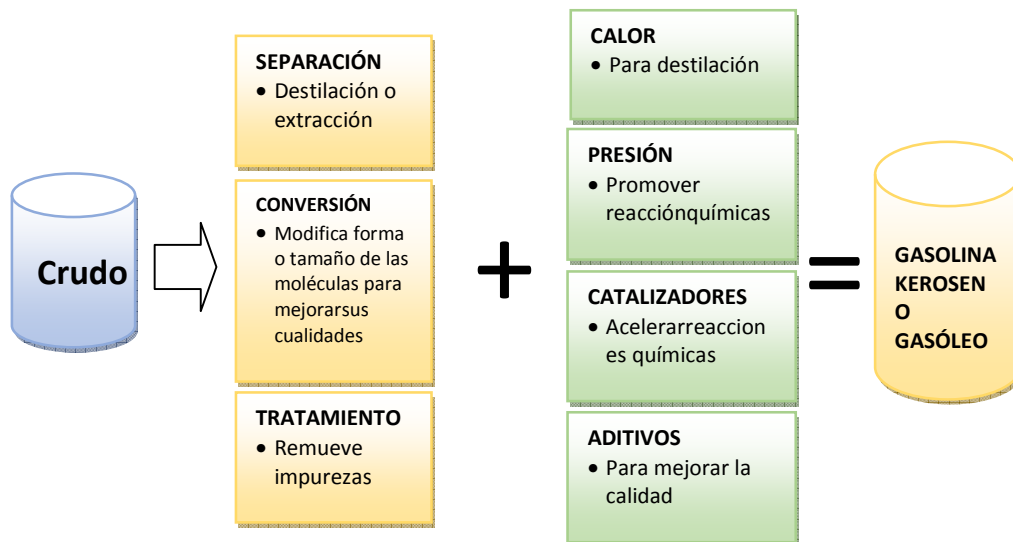 Crudo
SEPARACIÓN
• Destilación o
extracción
CONVERSIÓN
• Modifica forma
o tamaño de las
moléculas para
mejorarsus
cualidades
TRATAMIENTO
• Remueve
impurezas
+
CALOR
• Para destilación
PRESIÓN
• Promover
reacciónquímicas
CATALIZADORES
• Acelerarreaccion
es químicas
ADITIVOS
• Para mejorar la
calidad
=
GASOLINA
KEROSEN
O
GASÓLEO